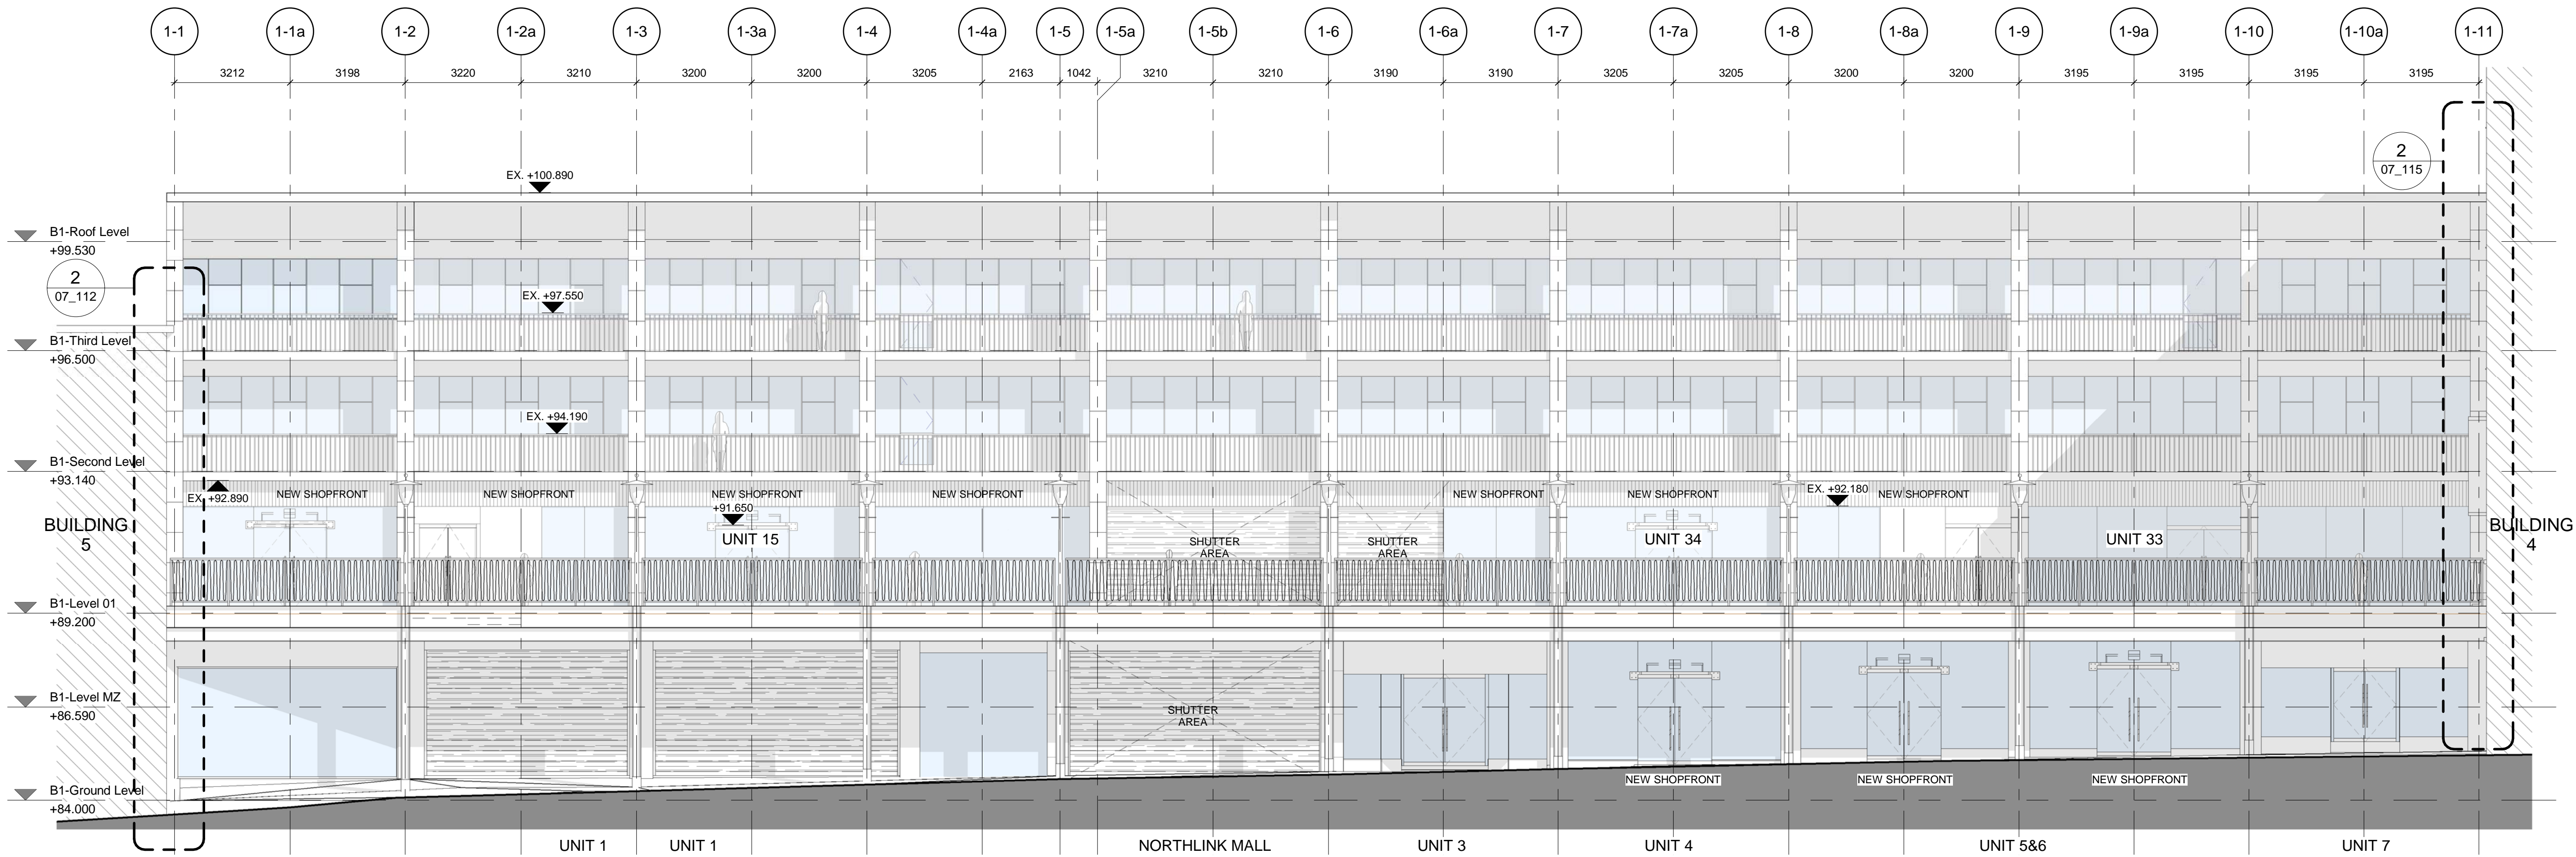 1-1 1-1a 1-2 1-2a 1-3 1-3a 1-4 1-4a 1-5 1-5a 1-5b 1-6 1-6a 1-7 1-7a 1-8 1-8a 1-9 1-9a 1-10 1-10a 1-11
3212 3198 3220 3210 3200 3200 3205 2163 1042 3210 3210 3190 3190 3205 3205 3200 3200 3195 3195 3195 3195
2
07_115
EX. +100.890
B1-Roof Level
+99.530
2
07_112
EX. +97.550
B1-Third Level
+96.500
EX. +94.190
B1-Second Level
+93.140
EX. +92.890
NEW SHOPFRONT NEW SHOPFRONT NEW SHOPFRONT NEW SHOPFRONT NEW SHOPFRONT NEW SHOPFRONT NEW SHOPFRONT
EX. +92.180
+91.650
BUILDING
5
UNIT 15
SHUTTER
AREA
SHUTTER
AREA
UNIT 34
UNIT 33
BUILDING
4
B1-Level 01
+89.200
B1-Level MZ
+86.590
SHUTTER
AREA
NEW SHOPFRONT NEW SHOPFRONT NEW SHOPFRONT
B1-Ground Level
+84.000
UNIT 1 UNIT 1 NORTHLINK MALL UNIT 3 UNIT 4 UNIT 5&6 UNIT 7